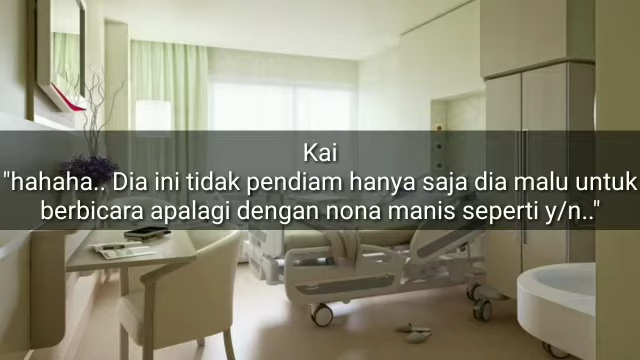 Kai
"hahaha.. Dia ini tidak pendiam hanya saja dia malu untuk
berbicara apalagi dengan nona manis seperti y/n.."